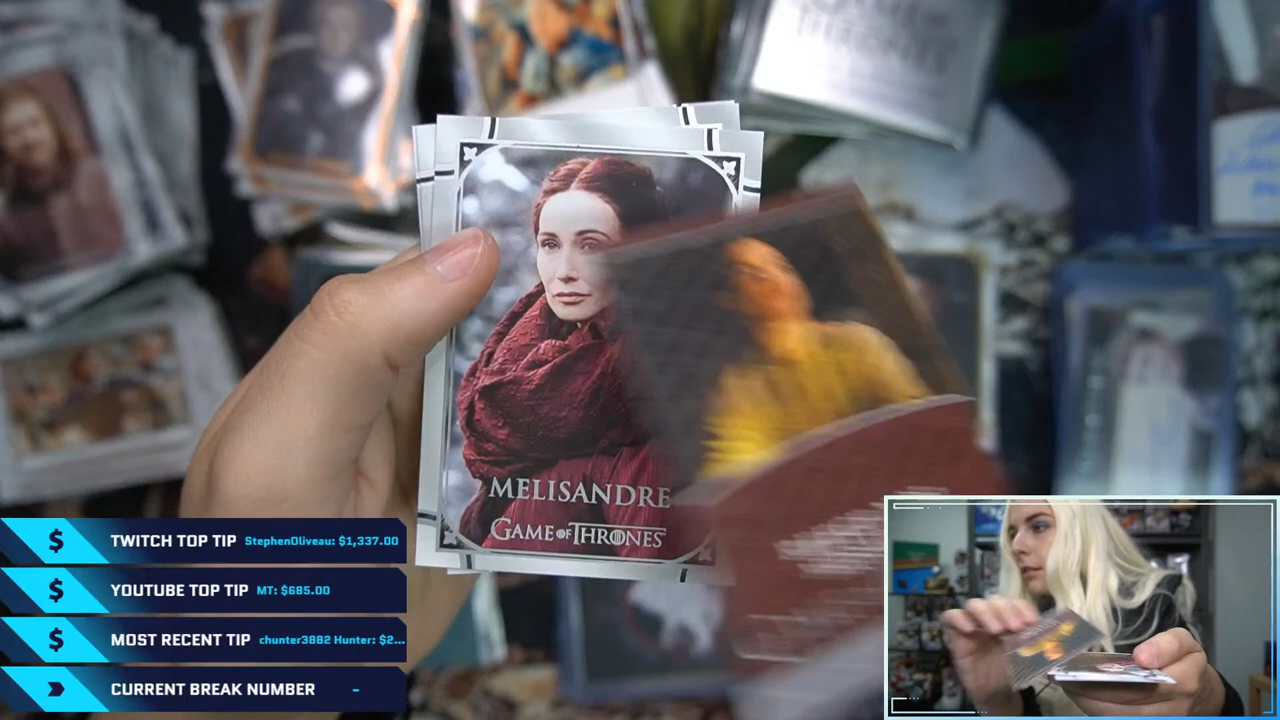 MELISANDRE
GAME OF THRONES
$ TWITCH TOP TIP StephenOliveau: $1,337.00
$ YOUTUBE TOP TIP MT: $685.00
$ MOST RECENT TIP chunter3882 Hunter: $2...
CURRENT BREAK NUMBER -